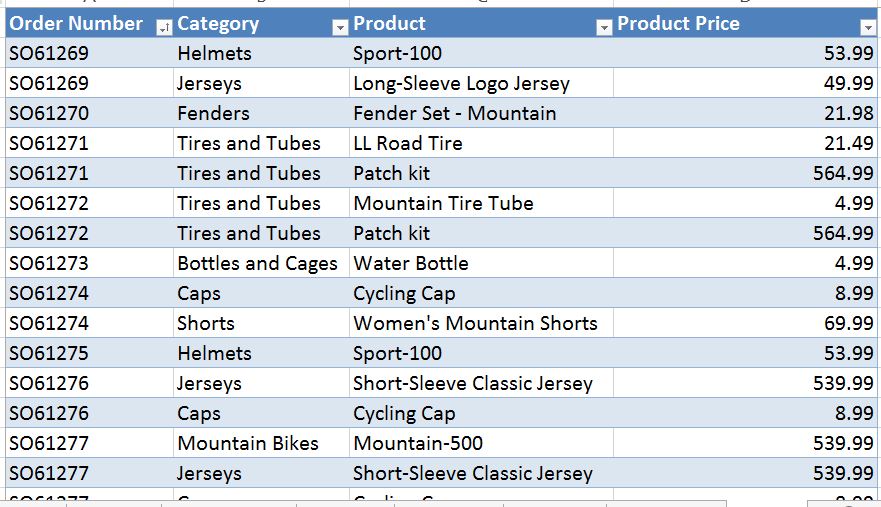 Order Number Category Product Product Price
SO61269 Helmets Sport-100 53.99
SO61269 Jerseys Long-Sleeve Logo Jersey 49.99
SO61270 Fenders Fender Set - Mountain 21.98
SO61271 Tires and Tubes LL Road Tire 21.49
SO61271 Tires and Tubes Patch kit 564.99
SO61272 Tires and Tubes Mountain Tire Tube 4.99
SO61272 Tires and Tubes Patch kit 564.99
SO61273 Bottles and Cages Water Bottle 4.99
SO61274 Caps Cycling Cap 8.99
SO61274 Shorts Women's Mountain Shorts 69.99
SO61275 Helmets Sport-100 53.99
SO61276 Jerseys Short-Sleeve Classic Jersey 539.99
SO61276 Caps Cycling Cap 8.99
SO61277 Mountain Bikes Mountain-500 539.99
SO61277 Jerseys Short-Sleeve Classic Jersey 539.99